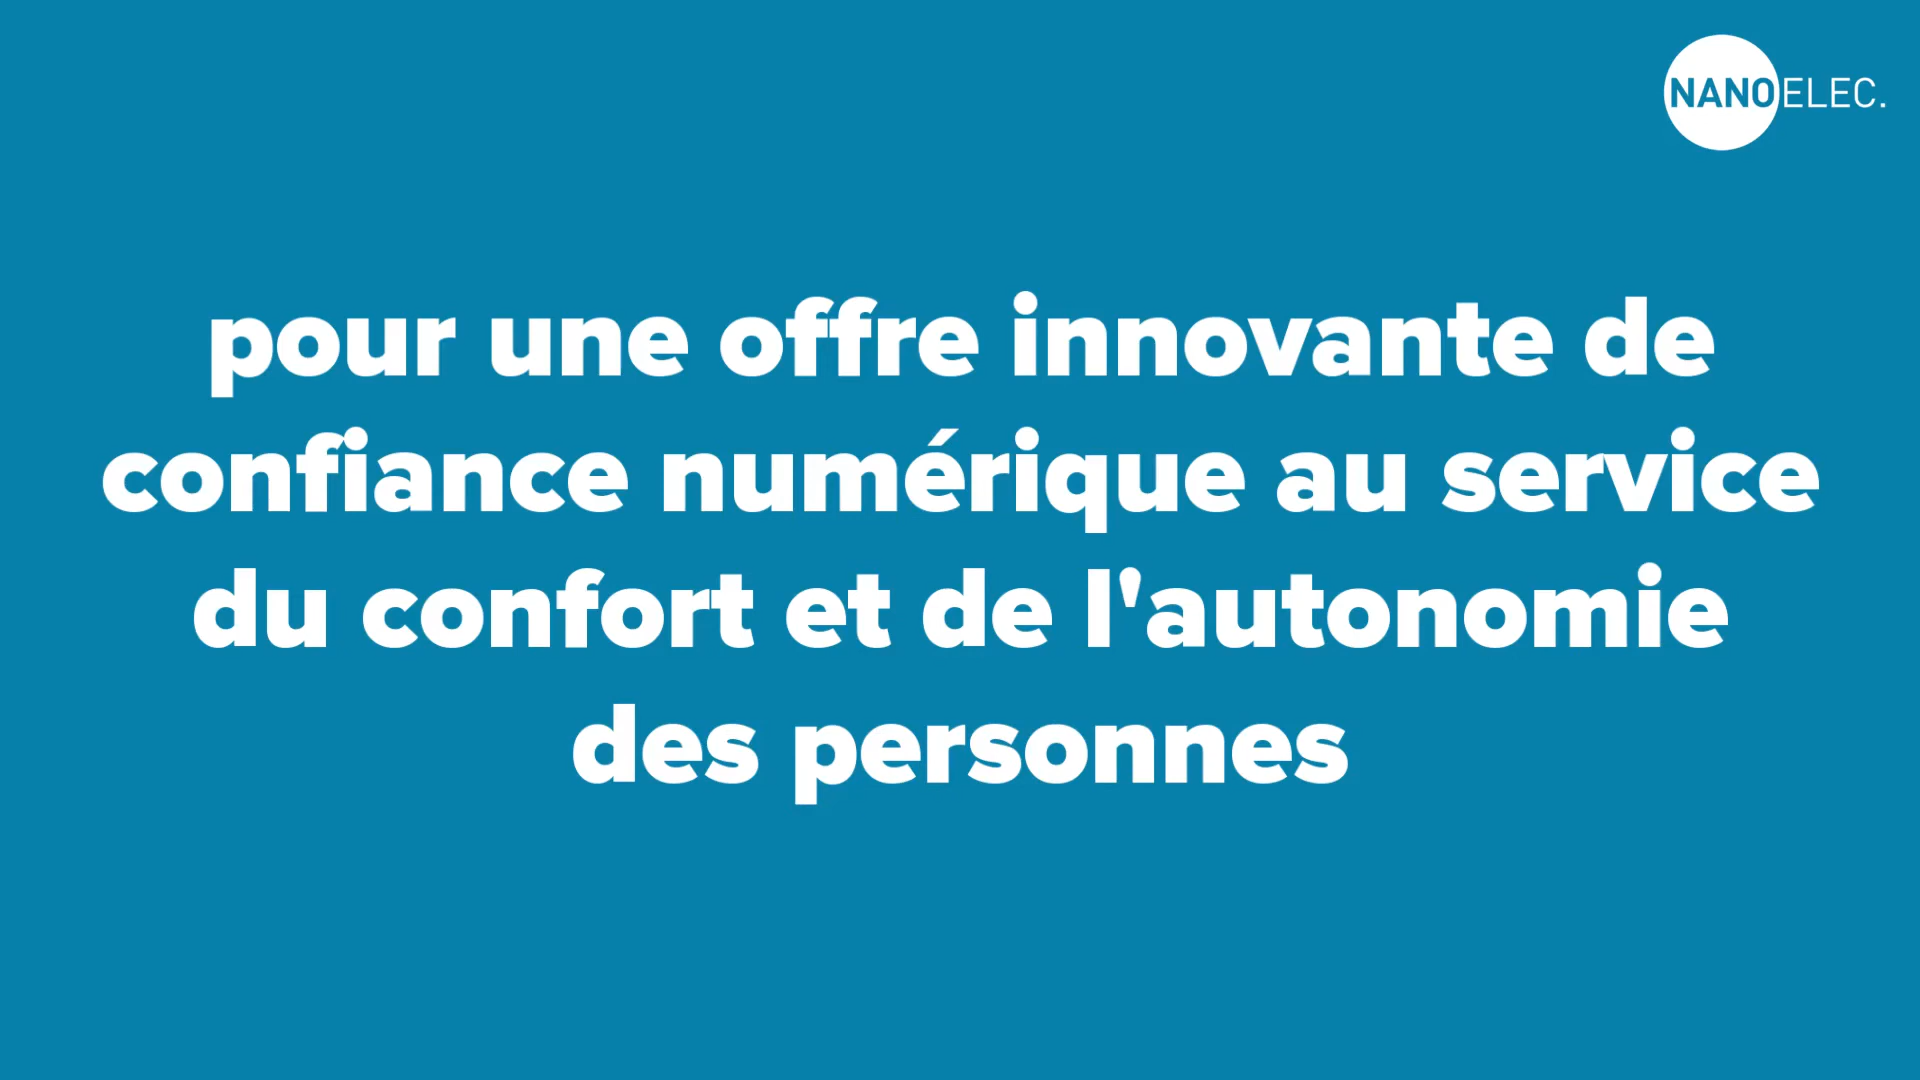 NANOELEC.
pour une offre innovante de
confiance numérique au service
du confort et de l'autonomie
des personnes